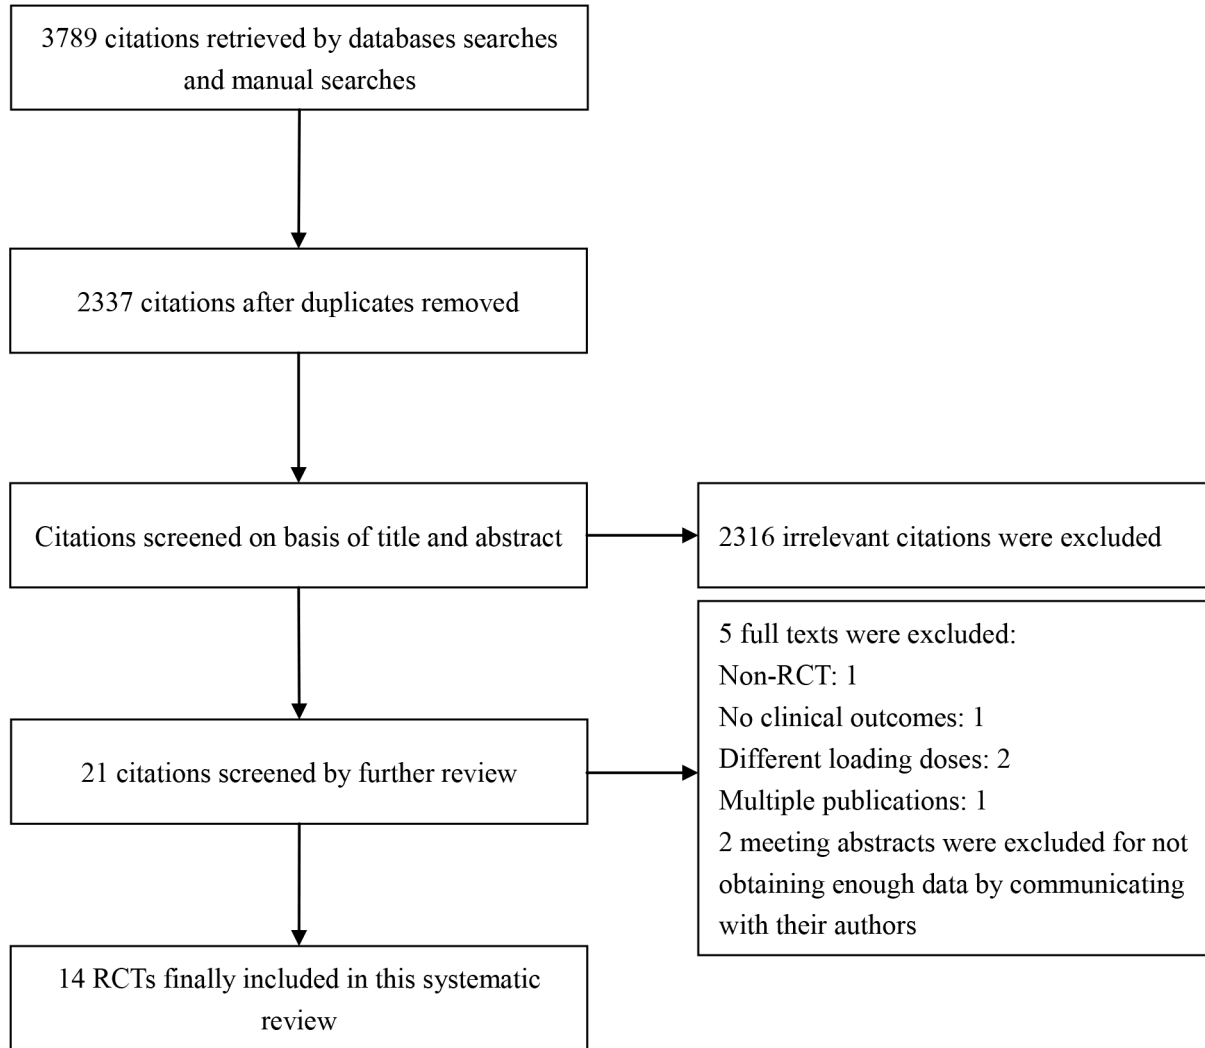 3789 citations retrieved by databases searches
and manual searches
2337 citations after duplicates removed
Citations screened on basis of title and abstract
2316 irrelevant citations were excluded
21 citations screened by further review
5 full texts were excluded:
Non-RCT: 1
No clinical outcomes: 1
Different loading doses: 2
Multiple publications: 1
2 meeting abstracts were excluded for not
obtaining enough data by communicating
with their authors
14 RCTs finally included in this systematic
review